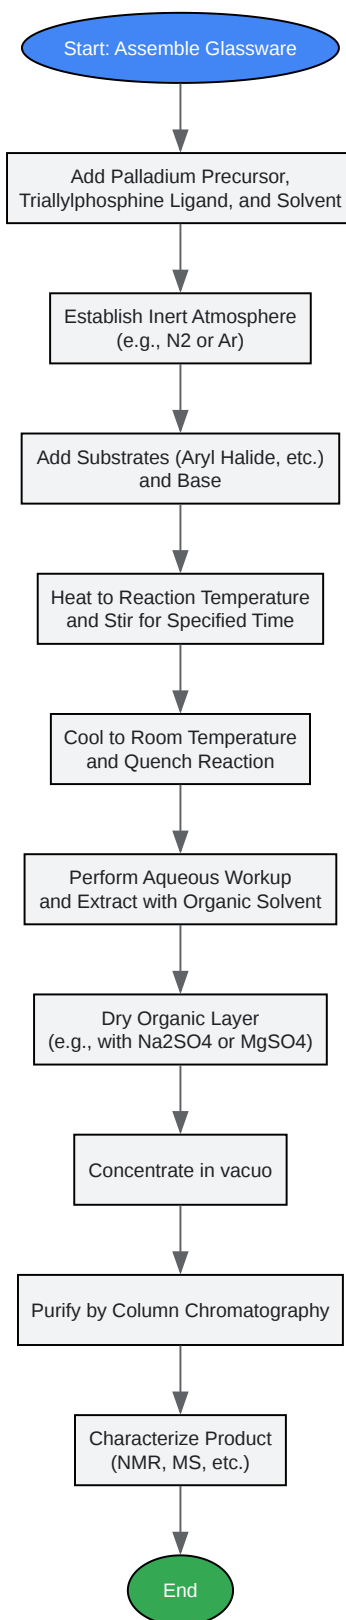 Start: Assemble Glassware
Add Palladium Precursor,
Triallylphosphine Ligand, and Solvent
Establish Inert Atmosphere
(e.g., N2 or Ar)
Add Substrates (Aryl Halide, etc.)
and Base
Heat to Reaction Temperature
and Stir for Specified Time
Cool to Room Temperature
and Quench Reaction
Perform Aqueous Workup
and Extract with Organic Solvent
Dry Organic Layer
(e.g., with Na2SO4 or MgSO4)
Concentrate in vacuo
Purify by Column Chromatography
Characterize Product
(NMR, MS, etc.)
End